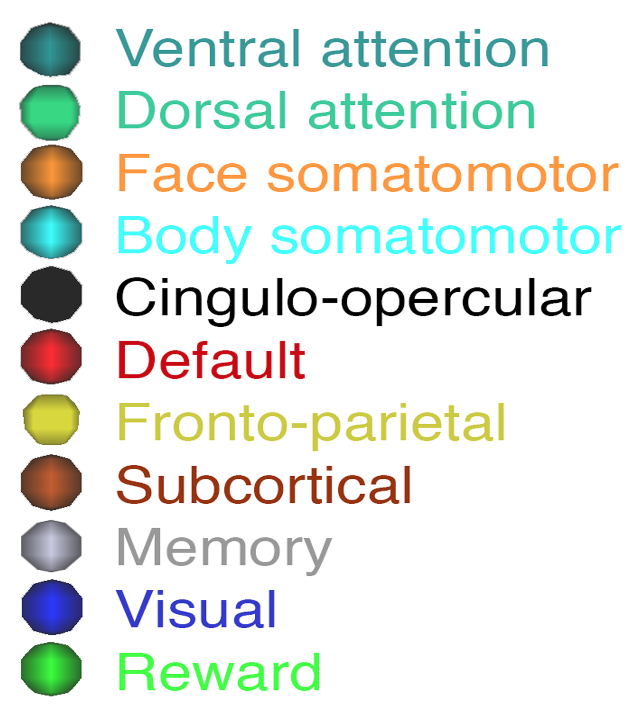 Ventral attention
Dorsal attention
Face somatomotor
Body somatomotor
Cingulo-opercular
Default
Fronto-parietal
Subcortical
Memory
Visual
Reward